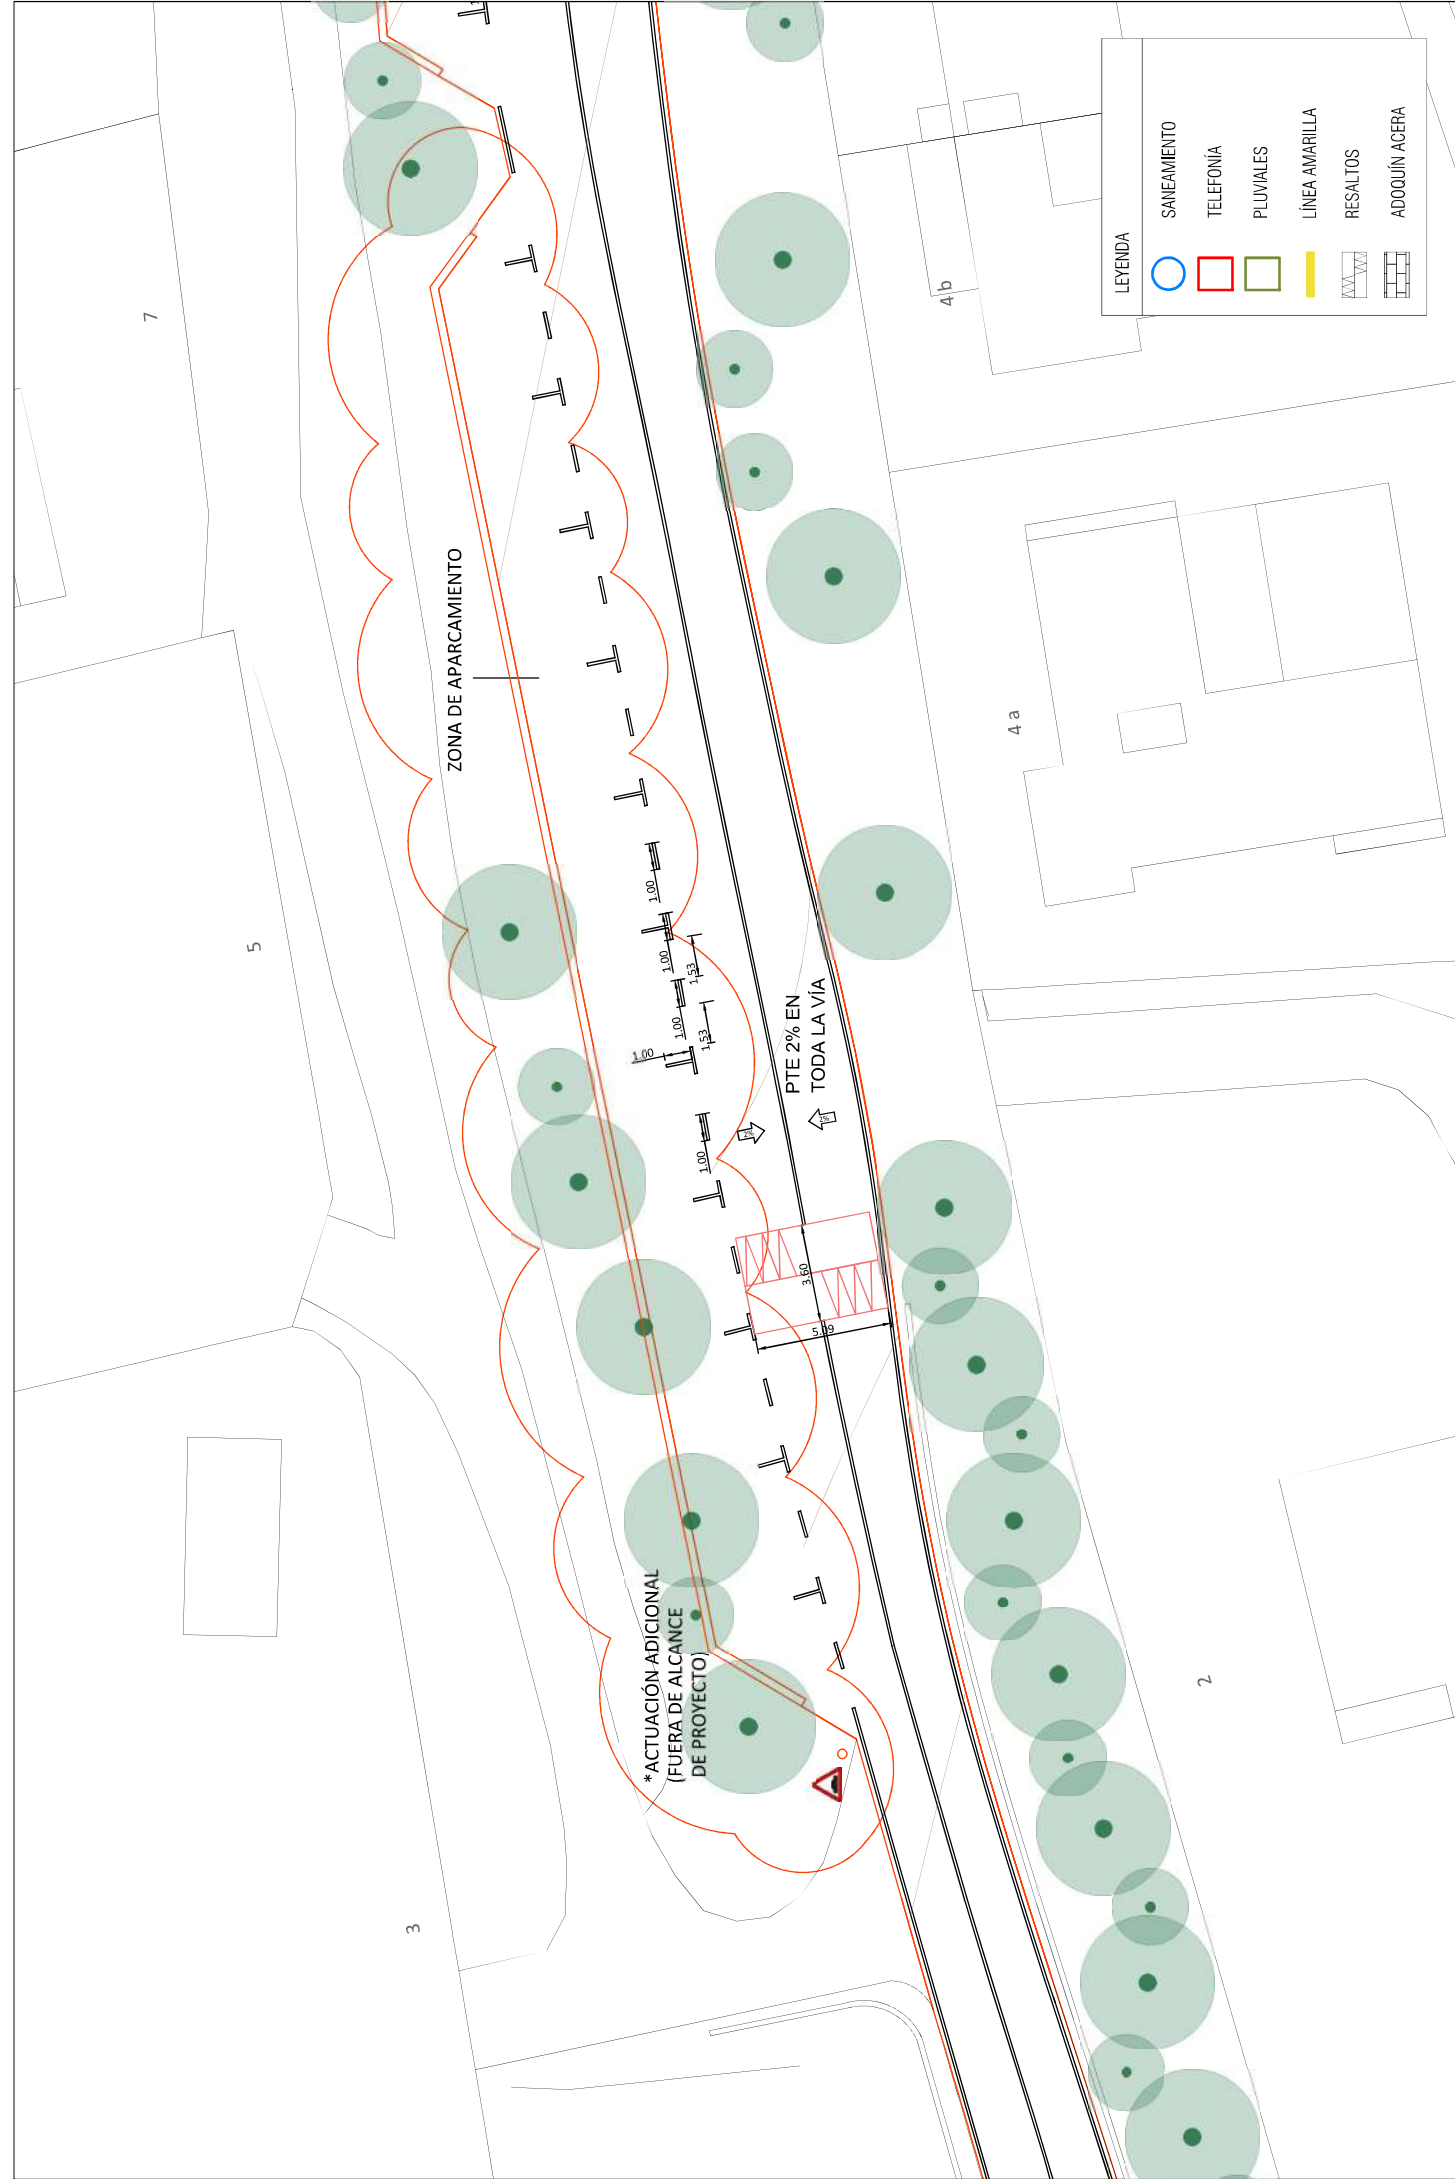 7
5
3
ZONA DE APARCAMIENTO
*ACTUACIÓN ADICIONAL
(FUERA DE ALCANCE
DE PROYECTO)
1.00
1.00
1.00
1.53
1.00
1.53
1.00
PTE 2% EN
TODA LA VÍA
2%
2%
3.60
5.09
4 b
4 a
2
LEYENDA
SANEAMIENTO
TELEFONÍA
PLUVIALES
LÍNEA AMARILLA
RESALTOS
ADOQUÍN ACERA